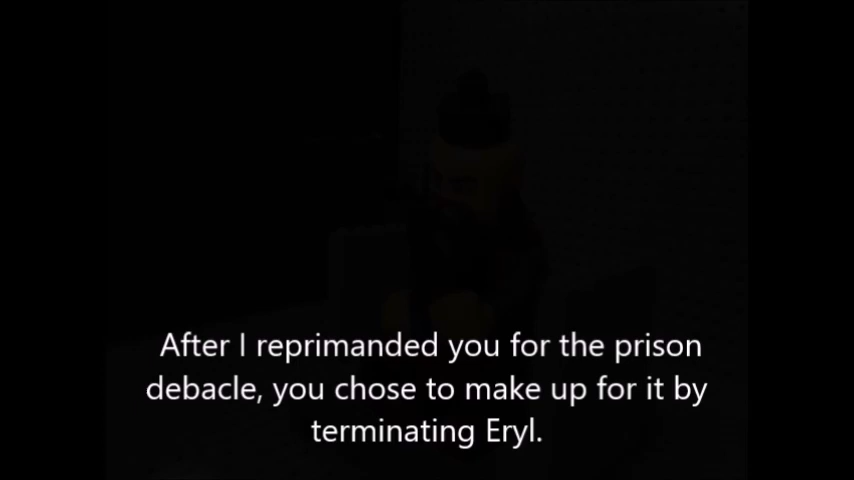 After I reprimanded you for the prison
debacle, you chose to make up for it by
terminating Eryl.